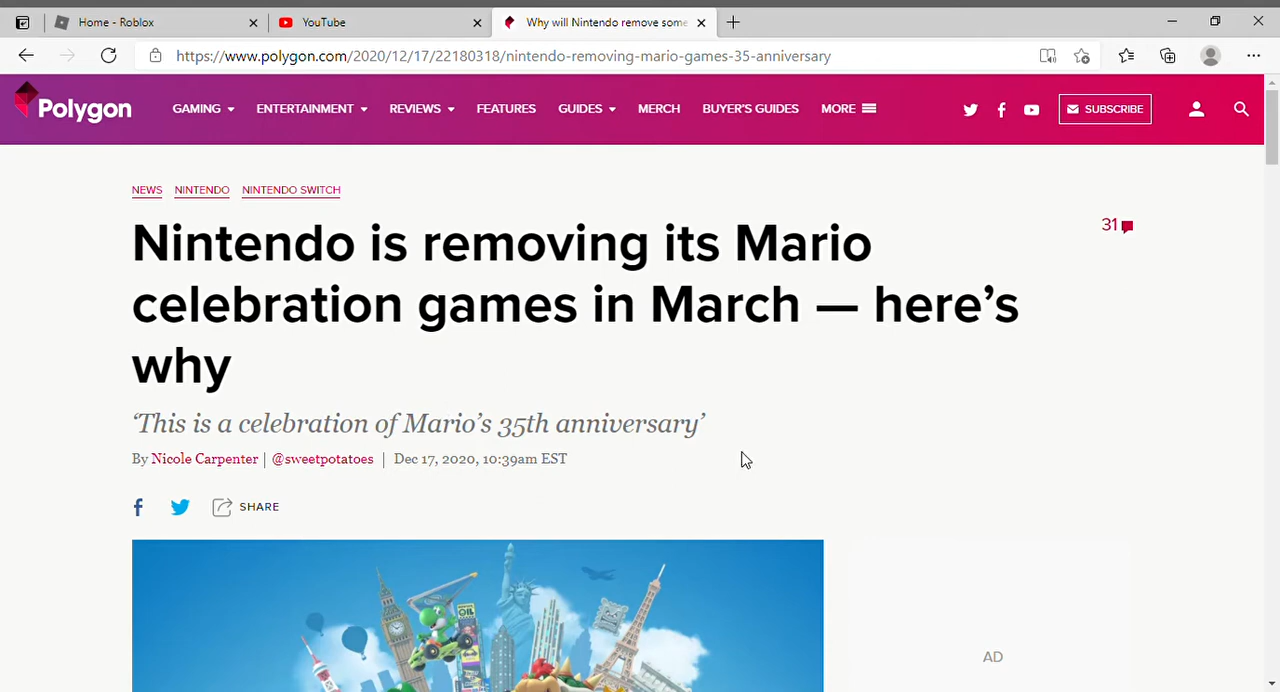 Home - Roblox
YouTube
Why will Nintendo remove some
https://www.polygon.com/2020/12/17/22180318/nintendo-removing-mario-games-35-anniversary
Polygon
GAMING
ENTERTAINMENT
REVIEWS
FEATURES
GUIDES
MERCH
BUYER'S GUIDES
MORE
SUBSCRIBE
NEWS NINTENDO NINTENDO SWITCH
31
Nintendo is removing its Mario
celebration games in March — here's
why
'This is a celebration of Mario's 35th anniversary'
By Nicole Carpenter | @sweetpotatoes | Dec 17, 2020, 10:39am EST
SHARE
OIL
AD